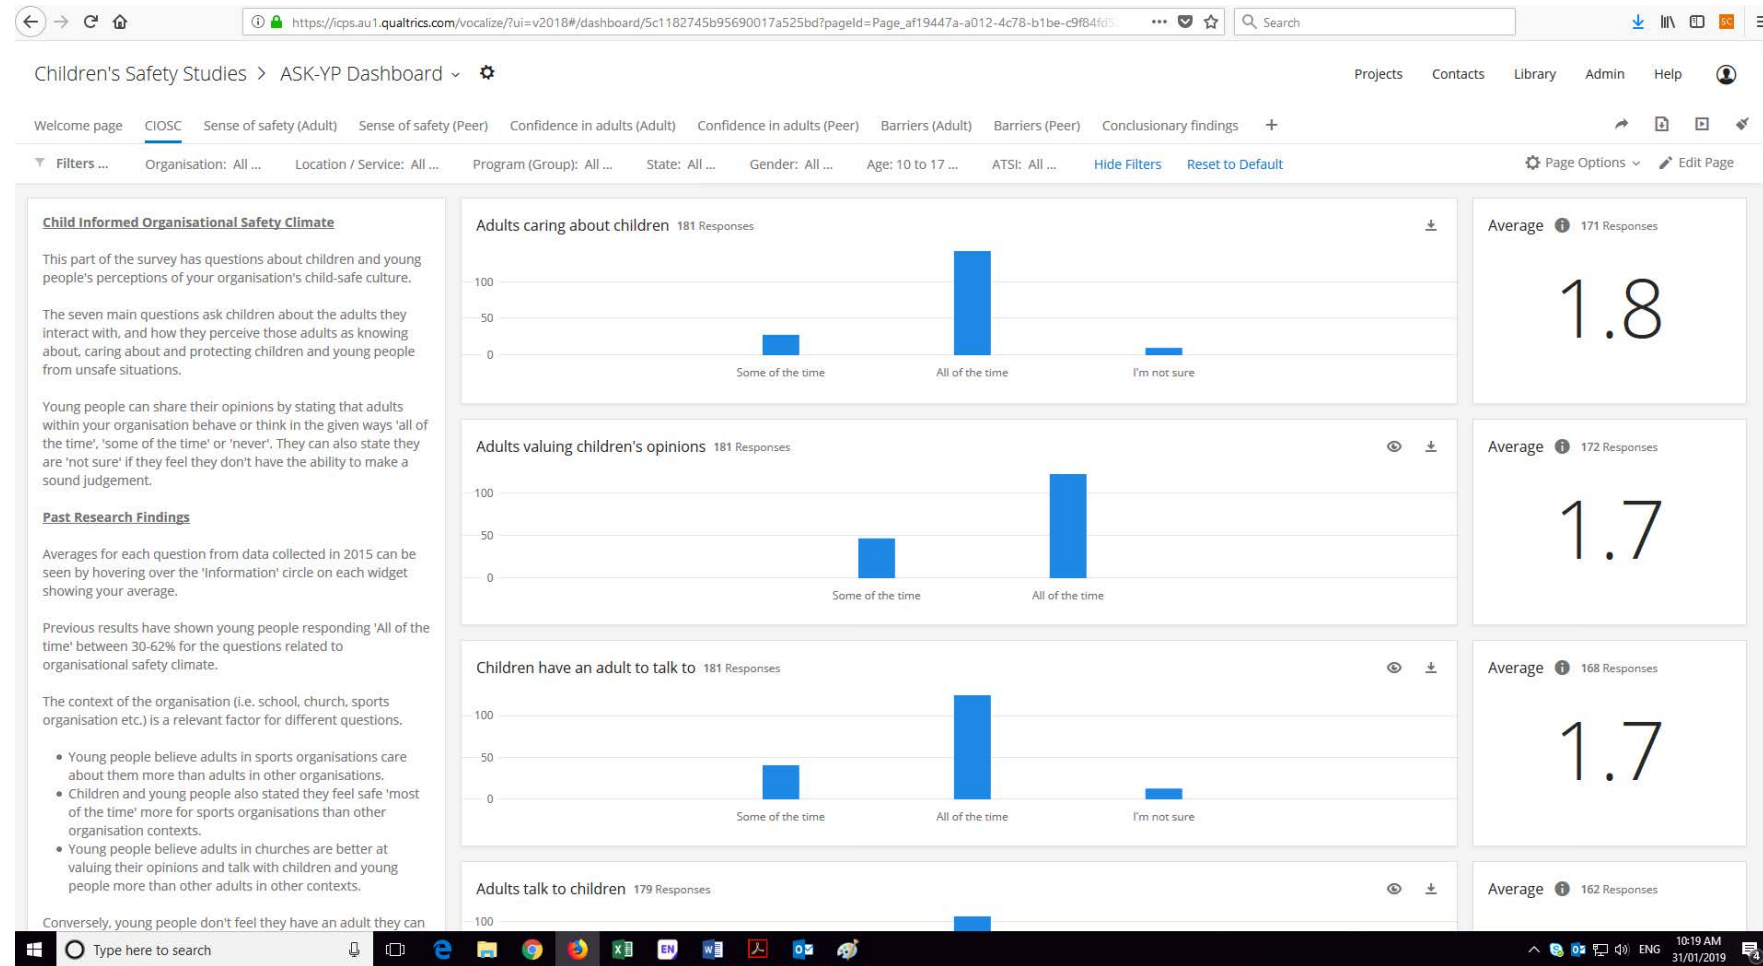 https://icps.au1.qualtrics.com/vocalize/?ui=v2018#/dashboard/5c1182745b95690017a525bd?pageId=Page_af19447a-a012-4c78-b1be-c9f84fd5
Search
Children's Safety Studies > ASK-YP Dashboard
Projects Contacts Library Admin Help
Welcome page CIOSC Sense of safety (Adult) Sense of safety (Peer) Confidence in adults (Adult) Confidence in adults (Peer) Barriers (Adult) Barriers (Peer) Conclusionary findings +
Filters ... Organisation: All ... Location / Service: All ... Program (Group): All ... State: All ... Gender: All ... Age: 10 to 17 ... ATSI: All ... Hide Filters Reset to Default Page Options Edit Page
Child Informed Organisational Safety Climate
This part of the survey has questions about children and young
people's perceptions of your organisation's child-safe culture.
The seven main questions ask children about the adults they
interact with, and how they perceive those adults as knowing
about, caring about and protecting children and young people
from unsafe situations.
Young people can share their opinions by stating that adults
within your organisation behave or think in the given ways 'all of
the time', 'some of the time' or 'never'. They can also state they
are 'not sure' if they feel they don't have the ability to make a
sound judgement.
Past Research Findings
Averages for each question from data collected in 2015 can be
seen by hovering over the 'Information' circle on each widget
showing your average.
Previous results have shown young people responding 'All of the
time' between 30-62% for the questions related to
organisational safety climate.
The context of the organisation (i.e. school, church, sports
organisation etc.) is a relevant factor for different questions.
• Young people believe adults in sports organisations care
about them more than adults in other organisations.
• Children and young people also stated they feel safe 'most
of the time' more for sports organisations than other
organisation contexts.
• Young people believe adults in churches are better at
valuing their opinions and talk with children and young
people more than other adults in other contexts.
Conversely, young people don't feel they have an adult they can
Adults caring about children 181 Responses
100
50
0
Some of the time All of the time I'm not sure
Average 171 Responses
1.8
Adults valuing children's opinions 181 Responses
100
50
0
Some of the time All of the time
Average 172 Responses
1.7
Children have an adult to talk to 181 Responses
100
50
0
Some of the time All of the time I'm not sure
Average 168 Responses
1.7
Adults talk to children 179 Responses
100
Average 162 Responses
Type here to search
EN
ENG
10:19 AM
31/01/2019